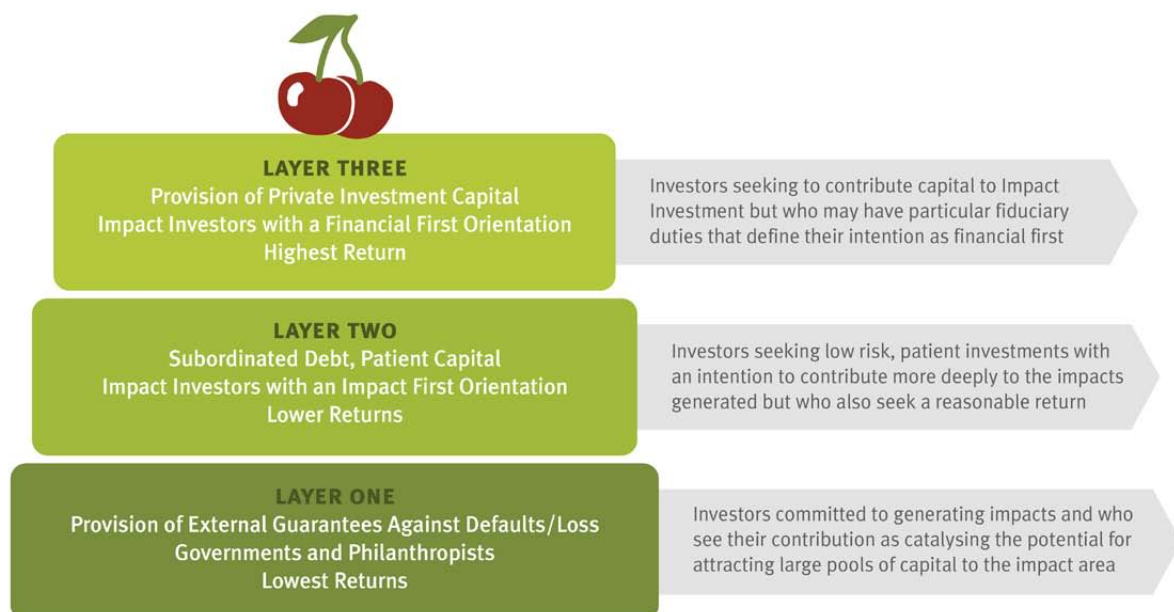 LAYER THREE
Provision of Private Investment Capital
Impact Investors with a Financial First Orientation
Highest Return
Investors seeking to contribute capital to Impact
Investment but who may have particular fiduciary
duties that define their intention as financial first
LAYER TWO
Subordinated Debt, Patient Capital
Impact Investors with an Impact First Orientation
Lower Returns
Investors seeking low risk, patient investments with
an intention to contribute more deeply to the impacts
generated but who also seek a reasonable return
LAYER ONE
Provision of External Guarantees Against Defaults/Loss
Governments and Philanthropists
Lowest Returns
Investors committed to generating impacts and who
see their contribution as catalysing the potential for
attracting large pools of capital to the impact area